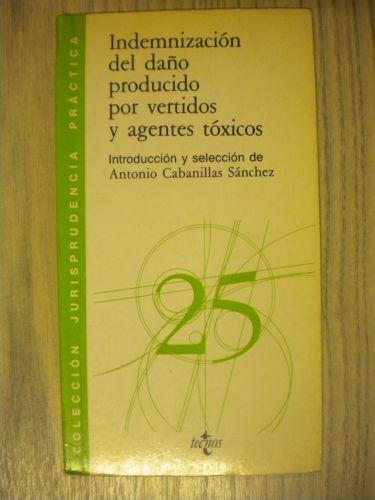 Indemnización
del daño
producido
por vertidos
y agentes tóxicos
Introducción y selección de
Antonio Cabanillas Sánchez
COLECCIÓN JURISPRUDENCIA PRÁCTICA
25
tecnos